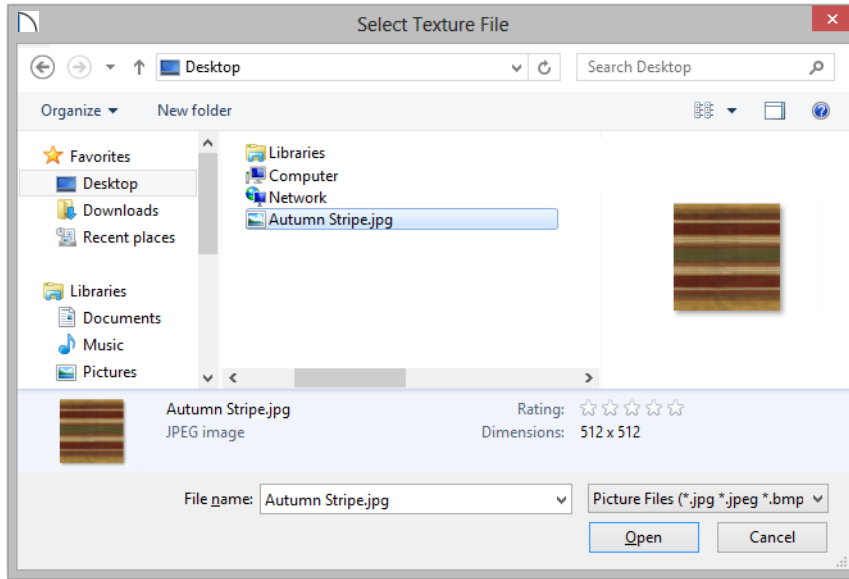 Select Texture File
Desktop
Search Desktop
Organize
New folder
Favorites
Desktop
Downloads
Recent places
Libraries
Documents
Music
Pictures
Libraries
Computer
Network
Autumn Stripe.jpg
Autumn Stripe.jpg
JPEG image
Rating:
Dimensions: 512 x 512
File name: Autumn Stripe.jpg
Picture Files (*.jpg *.jpeg *.bmp
Open
Cancel